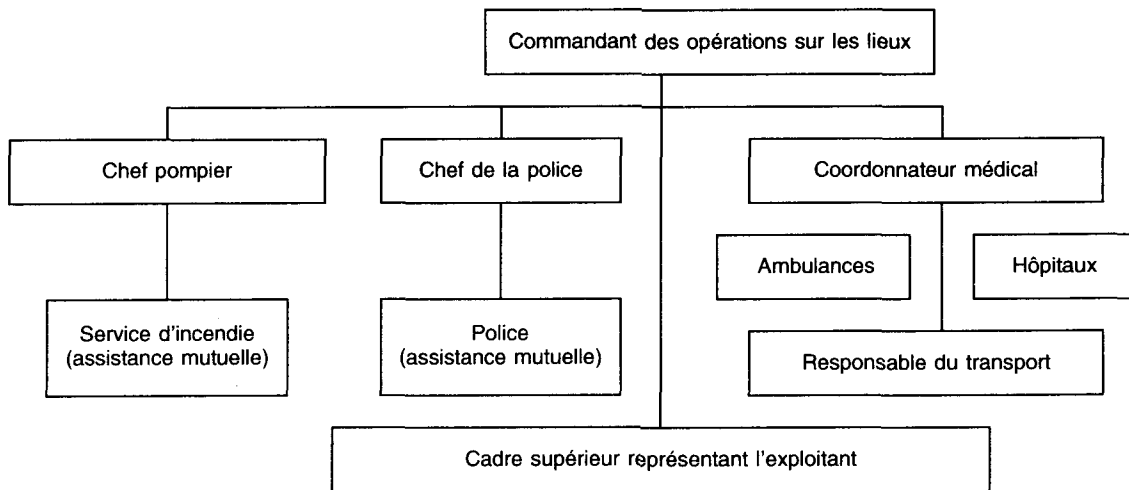 Commandant des opérations sur les lieux
Chef pompier
Chef de la police
Coordonnateur médical
Ambulances
Hôpitaux
Service d'incendie
(assistance mutuelle)
Police
(assistance mutuelle)
Responsable du transport
Cadre supérieur représentant l'exploitant